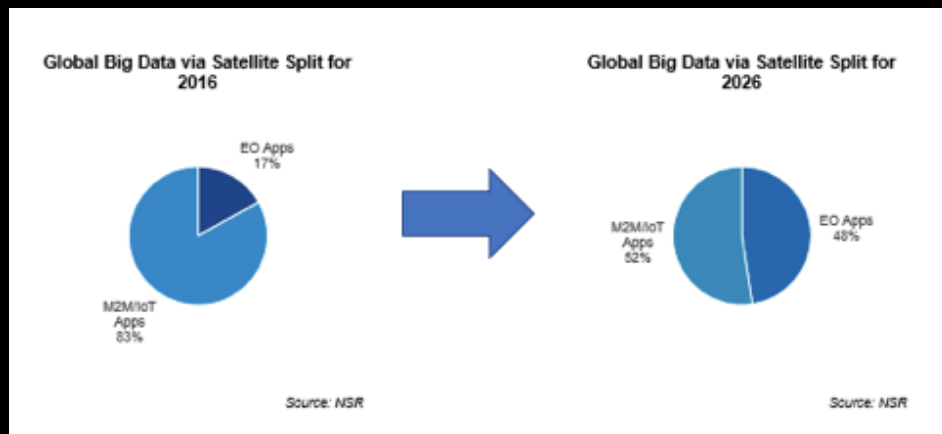 Global Big Data via Satellite Split for
2016
EO Apps
17%
M2M/IoT
Apps
83%
Source: NSR
Global Big Data via Satellite Split for
2026
M2M/IoT
Apps
52%
EO Apps
48%
Source: NSR